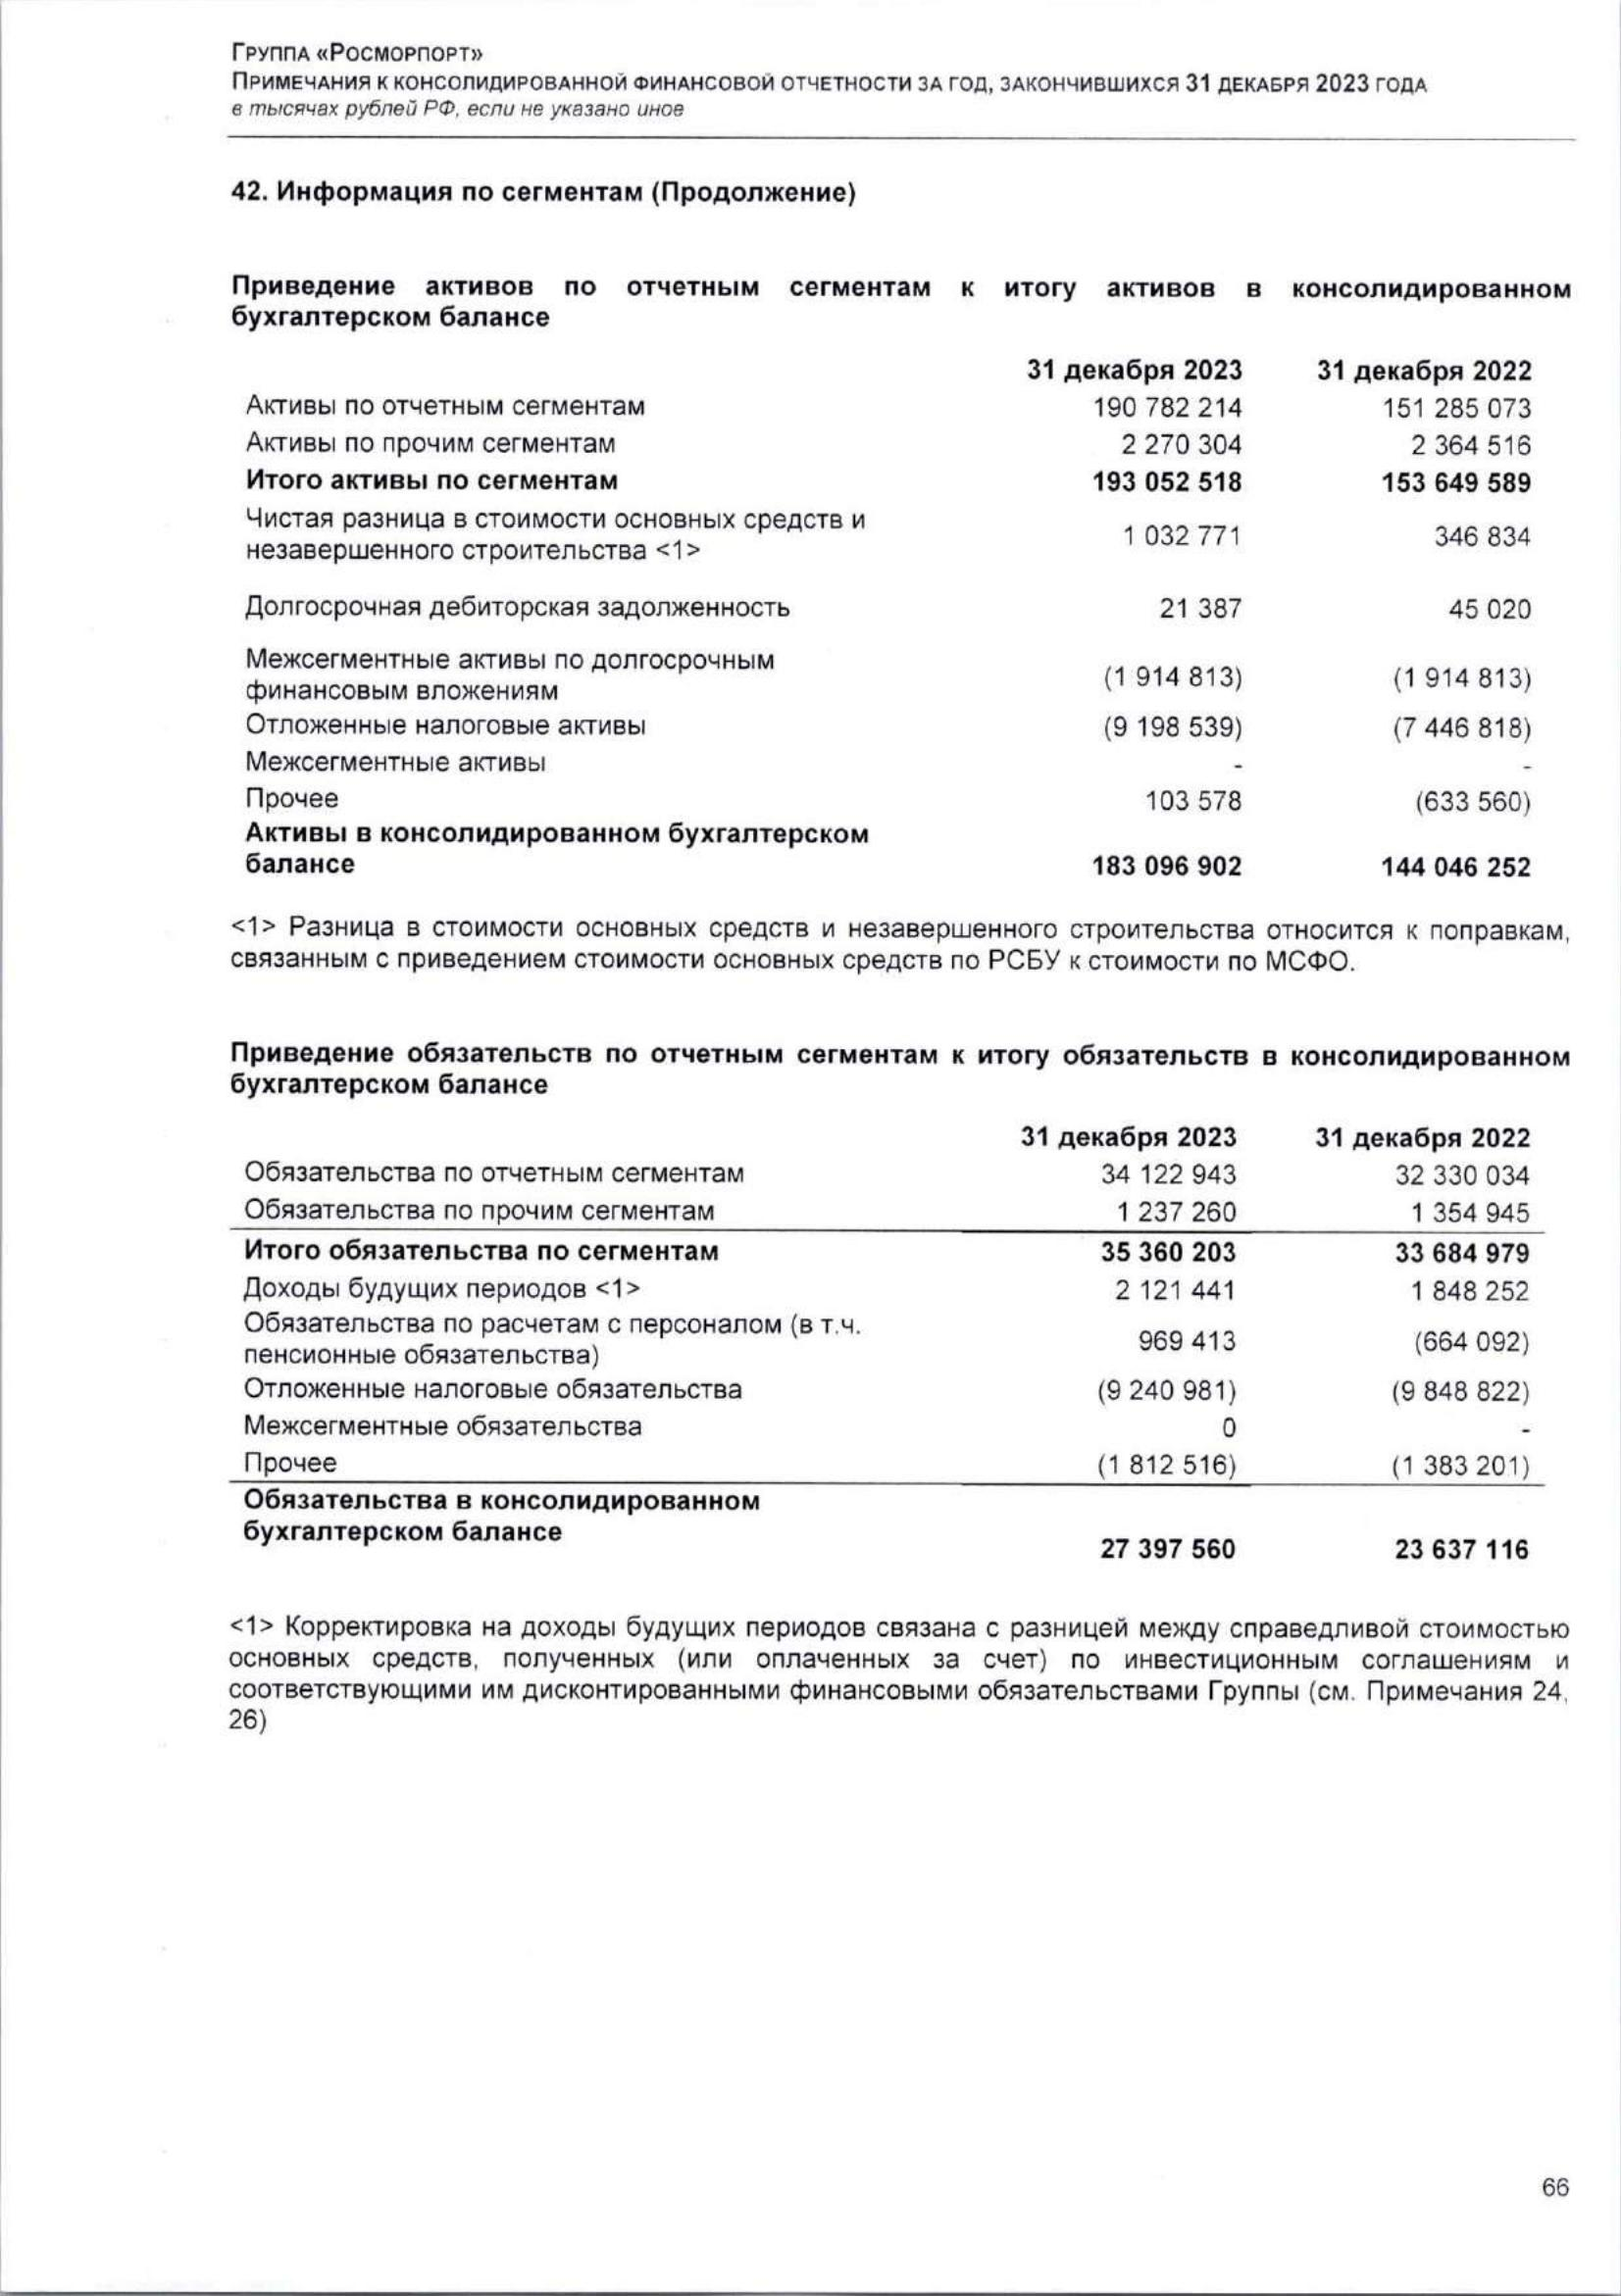 ГРУППА «РОСМОРПОРТ»
ПРИМЕЧАНИЯ К КОНСОЛИДИРОВАННОЙ ФИНАНСОВОЙ ОТЧЕТНОСТИ ЗА ГОД, ЗАКОНЧИВШИХСЯ 31 ДЕКАБРЯ 2023 ГОДА
в тысячах рублей РФ, если не указано иное
42. Информация по сегментам (Продолжение)
Приведение активов по отчетным сегментам к итогу активов в консолидированном
бухгалтерском балансе
31 декабря 2023 31 декабря 2022
Активы по отчетным сегментам 190 782 214 151 285 073
Активы по прочим сегментам 2 270 304 2 364 516
Итого активы по сегментам 193 052 518 153 649 589
Чистая разница в стоимости основных средств и
незавершенного строительства <1> 1 032 771 346 834
Долгосрочная дебиторская задолженность 21 387 45 020
Межсегментные активы по долгосрочным
финансовым вложениям (1 914 813) (1 914 813)
Отложенные налоговые активы (9 198 539) (7 446 818)
Межсегментные активы - -
Прочее 103 578 (633 560)
Активы в консолидированном бухгалтерском
балансе 183 096 902 144 046 252
<1> Разница в стоимости основных средств и незавершенного строительства относится к поправкам,
связанным с приведением стоимости основных средств по РСБУ к стоимости по МСФО.
Приведение обязательств по отчетным сегментам к итогу обязательств в консолидированном
бухгалтерском балансе
31 декабря 2023 31 декабря 2022
Обязательства по отчетным сегментам 34 122 943 32 330 034
Обязательства по прочим сегментам 1 237 260 1 354 945
Итого обязательства по сегментам 35 360 203 33 684 979
Доходы будущих периодов <1> 2 121 441 1 848 252
Обязательства по расчетам с персоналом (в т.ч.
пенсионные обязательства) 969 413 (664 092)
Отложенные налоговые обязательства (9 240 981) (9 848 822)
Межсегментные обязательства 0 -
Прочее (1 812 516) (1 383 201)
Обязательства в консолидированном
бухгалтерском балансе 27 397 560 23 637 116
<1> Корректировка на доходы будущих периодов связана с разницей между справедливой стоимостью
основных средств, полученных (или оплаченных за счет) по инвестиционным соглашениям и
соответствующими им дисконтированными финансовыми обязательствами Группы (см. Примечания 24,
26)
66